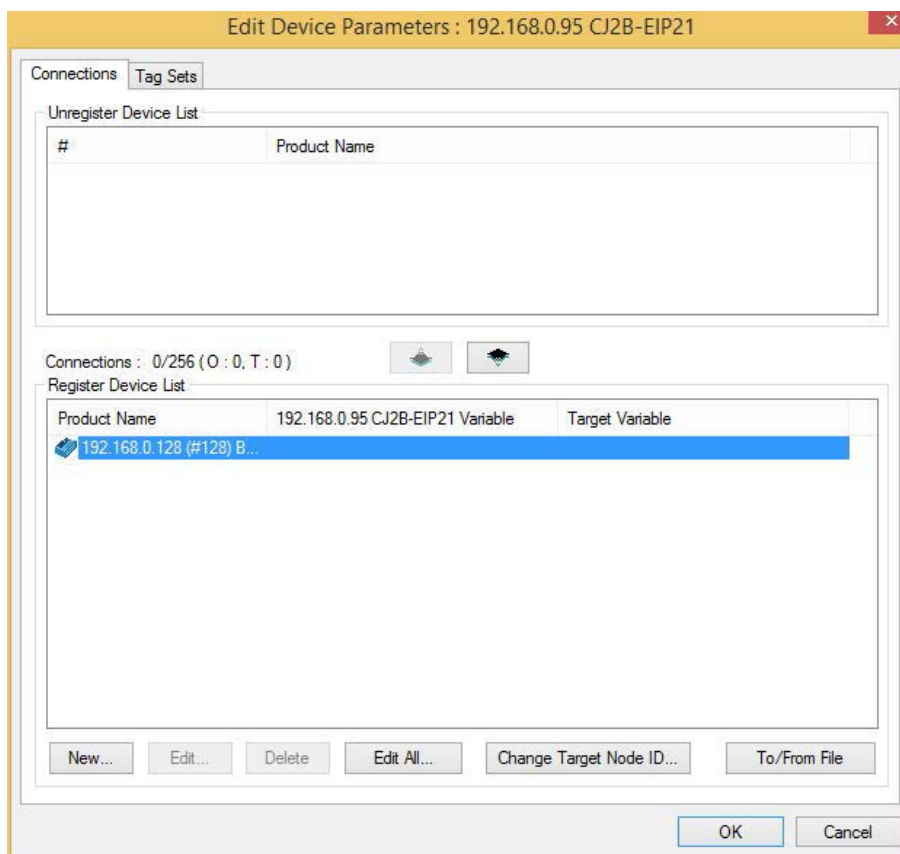 Edit Device Parameters : 192.168.0.95 CJ2B-EIP21
Connections Tag Sets
Unregister Device List
# Product Name
Connections : 0/256 ( O : 0, T : 0 )
Register Device List
Product Name 192.168.0.95 CJ2B-EIP21 Variable Target Variable
192.168.0.128 (#128) B...
New... Edit... Delete Edit All... Change Target Node ID... To/From File
OK Cancel